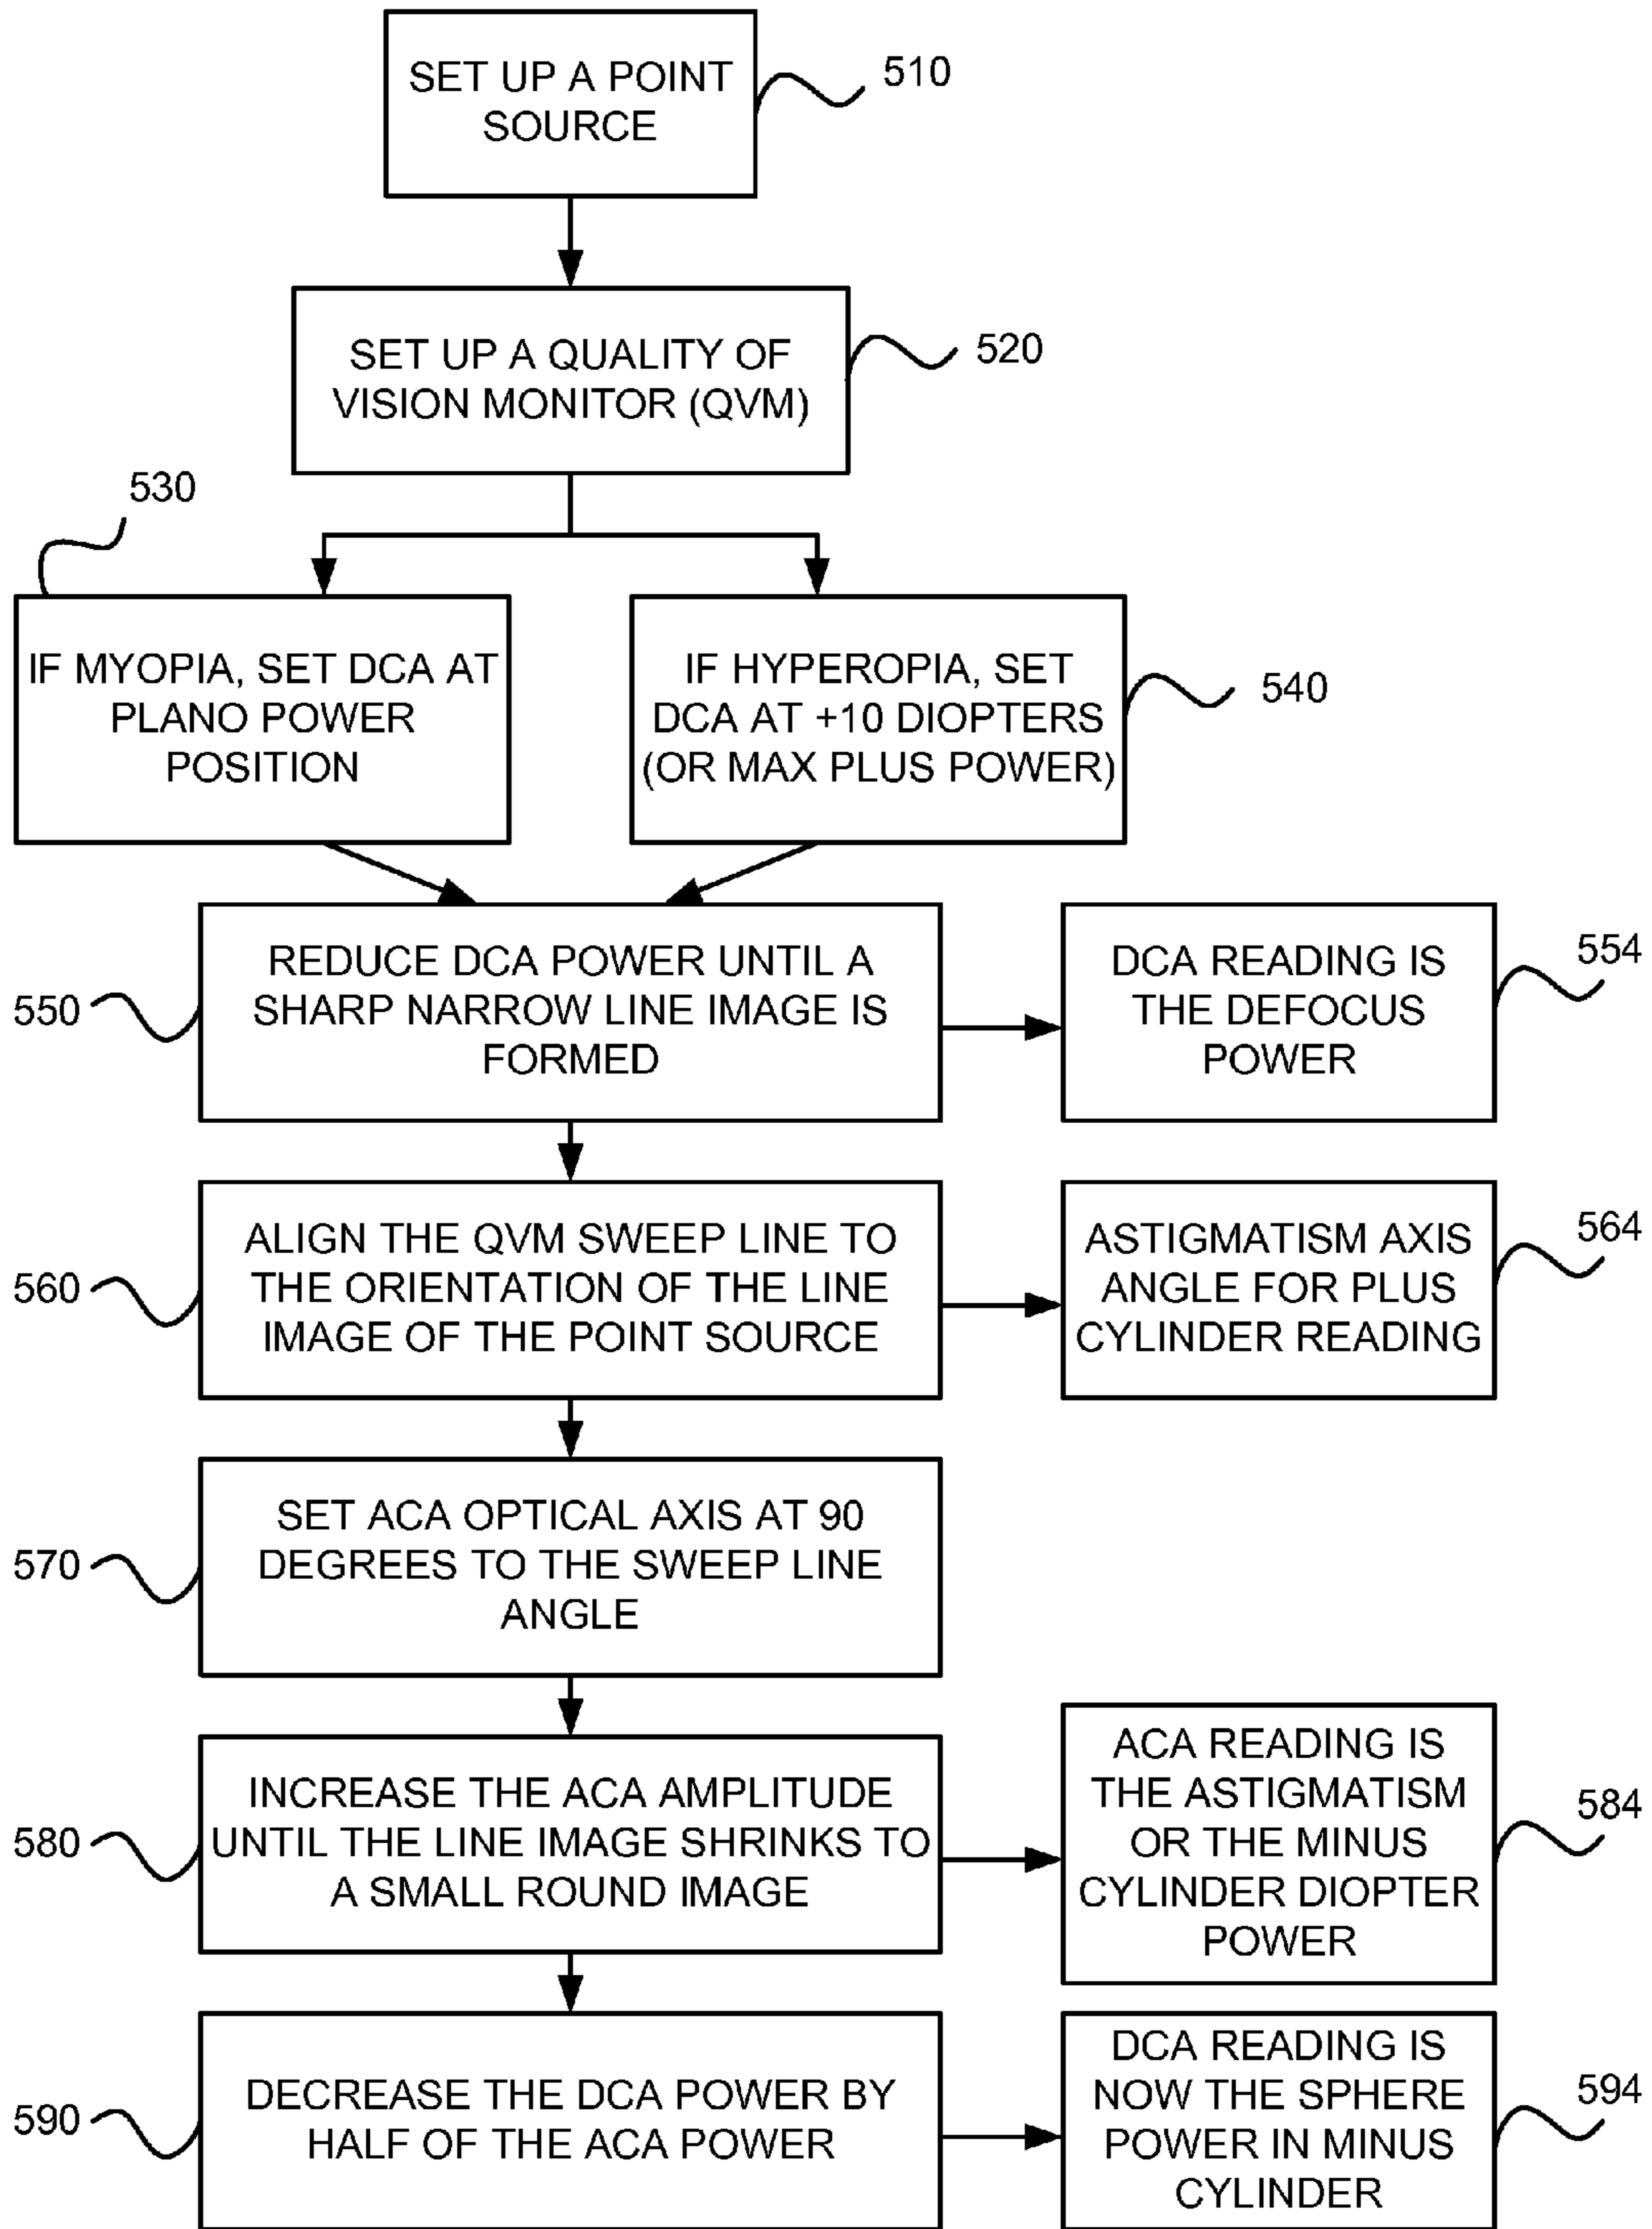 SET UP A POINT
SOURCE
510
SET UP A QUALITY OF
VISION MONITOR (QVM)
520
530
IF MYOPIA, SET DCA AT
PLANO POWER
POSITION
IF HYPEROPIA, SET
DCA AT +10 DIOPTERS
(OR MAX PLUS POWER)
540
550
REDUCE DCA POWER UNTIL A
SHARP NARROW LINE IMAGE IS
FORMED
DCA READING IS
THE DEFOCUS
POWER
554
560
ALIGN THE QVM SWEEP LINE TO
THE ORIENTATION OF THE LINE
IMAGE OF THE POINT SOURCE
ASTIGMATISM AXIS
ANGLE FOR PLUS
CYLINDER READING
564
570
SET ACA OPTICAL AXIS AT 90
DEGREES TO THE SWEEP LINE
ANGLE
580
INCREASE THE ACA AMPLITUDE
UNTIL THE LINE IMAGE SHRINKS TO
A SMALL ROUND IMAGE
ACA READING IS
THE ASTIGMATISM
OR THE MINUS
CYLINDER DIOPTER
POWER
584
590
DECREASE THE DCA POWER BY
HALF OF THE ACA POWER
DCA READING IS
NOW THE SPHERE
POWER IN MINUS
CYLINDER
594